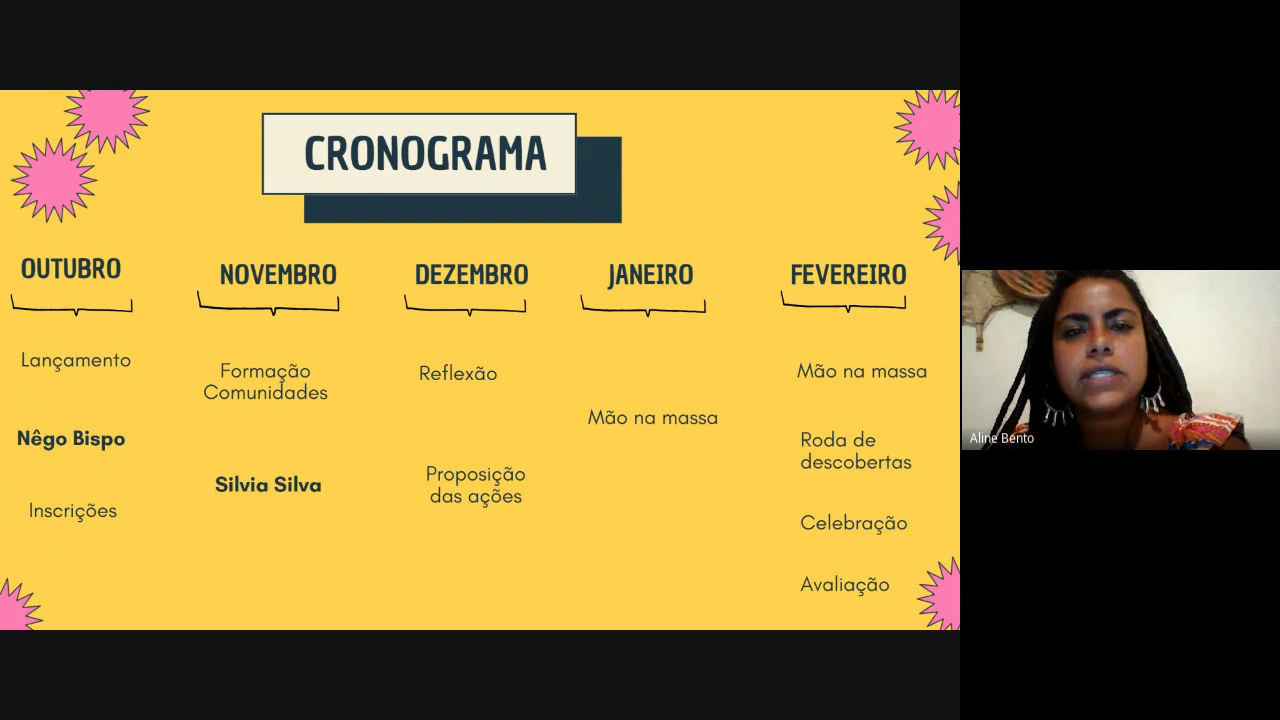 CRONOGRAMA
OUTUBRO
Lançamento
Nêgo Bispo
Inscrições
NOVEMBRO
Formação
Comunidades
Silvia Silva
DEZEMBRO
Reflexão
Proposição
das ações
JANEIRO
Mão na massa
FEVEREIRO
Mão na massa
Roda de
descobertas
Celebração
Avaliação
Aline Bento